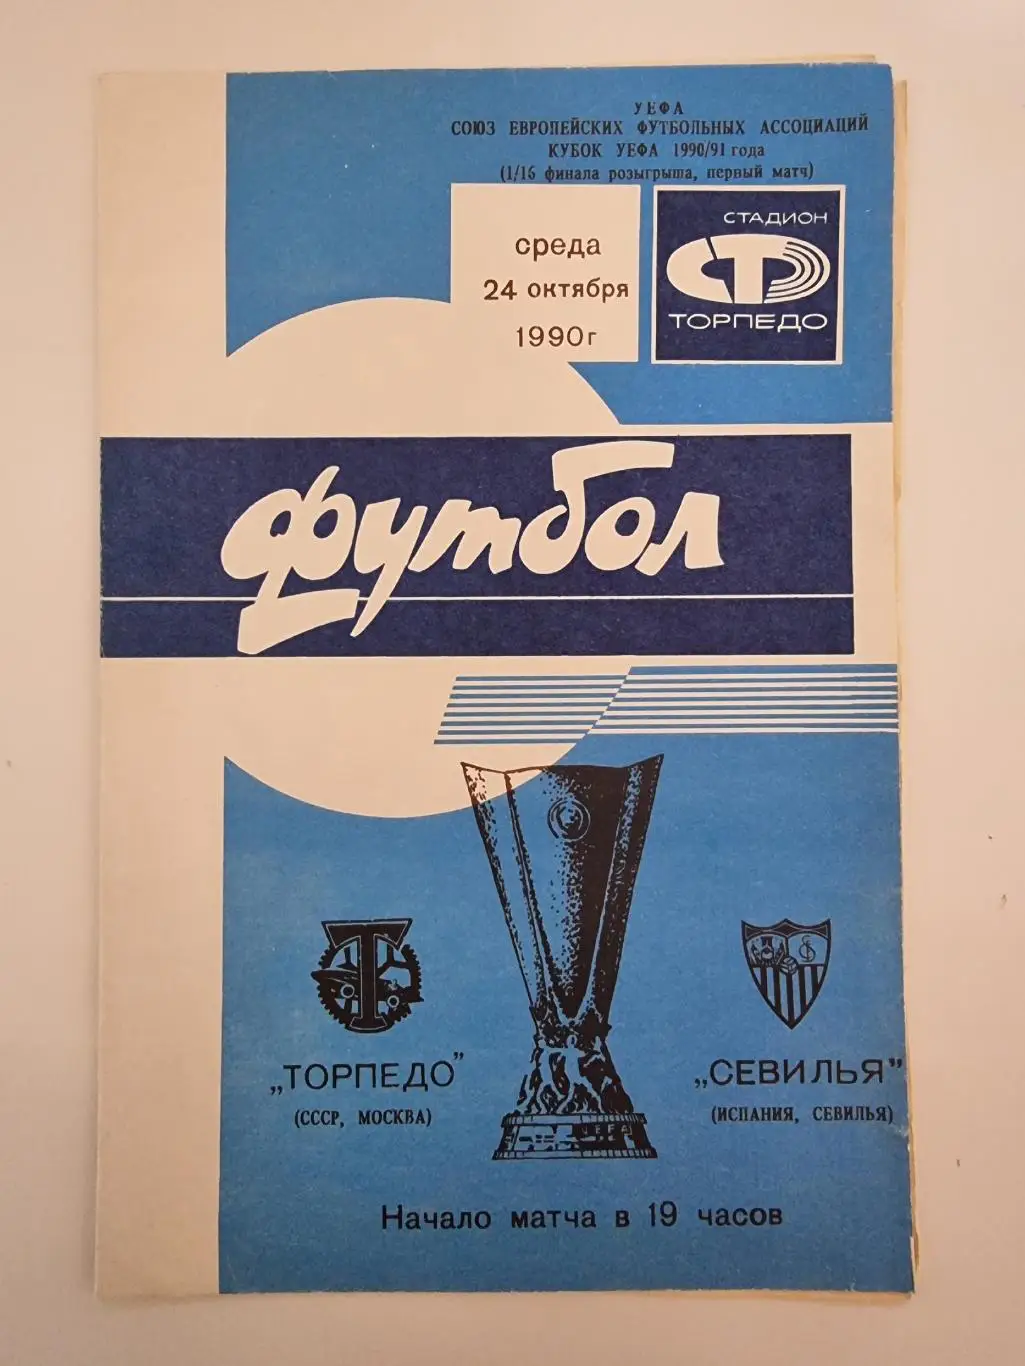 УЕФА
СОЮЗ ЕВРОПЕЙСКИХ ФУТБОЛЬНЫХ АССОЦИАЦИЙ
КУБОК УЕФА 1990/91 года
(1/16 финала розыгрыша, первый матч)
среда
24 октября
1990г
СТАДИОН
ТОРПЕДО
футбол
UEFA
„ТОРПЕДО”
(СССР, МОСКВА)
„СЕВИЛЬЯ”
(ИСПАНИЯ, СЕВИЛЬЯ)
Начало матча в 19 часов